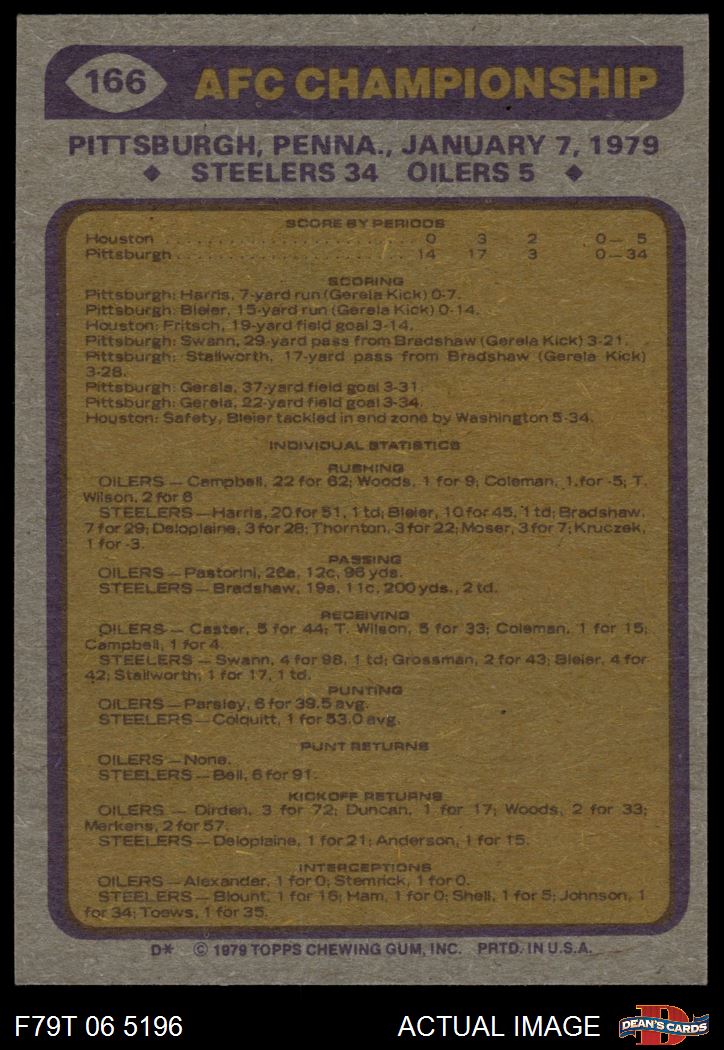 166 AFC CHAMPIONSHIP
PITTSBURGH, PENNA., JANUARY 7, 1979
◆ STEELERS 34 OILERS 5 ◆
SCORE BY PERIODS
Houston . . . . . . . . . . . . . . . . . . . . . . . . 0 3 2 0— 5
Pittsburgh . . . . . . . . . . . . . . . . . . . . . . 14 17 3 0—34
SCORING
Pittsburgh: Harris, 7-yard run (Gerela Kick) 0-7.
Pittsburgh: Bleier, 15-yard run (Gerela Kick) 0-14.
Houston: Fritsch, 19-yard field goal 3-14.
Pittsburgh: Swann, 29-yard pass from Bradshaw (Gerela Kick) 3-21.
Pittsburgh: Stallworth, 17-yard pass from Bradshaw (Gerela Kick)
3-28.
Pittsburgh: Gerela, 37-yard field goal 3-31.
Pittsburgh: Gerela, 22-yard field goal 3-34.
Houston: Safety, Bleier tackled in end zone by Washington 5-34.
INDIVIDUAL STATISTICS
RUSHING
OILERS — Campbell, 22 for 62; Woods, 1 for 9; Coleman, 1 for -5; T.
Wilson, 2 for 6
STEELERS — Harris, 20 for 51, 1 td; Bleier, 10 for 45, 1 td; Bradshaw,
7 for 29; Deloplaine, 3 for 28; Thornton, 3 for 22; Moser, 3 for 7; Kruczek,
1 for -3.
PASSING
OILERS — Pastorini, 26a, 12c, 96 yds.
STEELERS — Bradshaw, 19a, 11c, 200 yds., 2 td.
RECEIVING
OILERS — Caster, 5 for 44; T. Wilson, 5 for 33; Coleman, 1 for 15;
Campbell, 1 for 4.
STEELERS — Swann, 4 for 98, 1 td; Grossman, 2 for 43; Bleier, 4 for
42; Stallworth, 1 for 17, 1 td.
PUNTING
OILERS — Parsley, 6 for 39.5 avg.
STEELERS — Colquitt, 1 for 53.0 avg.
PUNT RETURNS
OILERS — None.
STEELERS — Bell, 6 for 91.
KICKOFF RETURNS
OILERS — Dirden, 3 for 72; Duncan, 1 for 17; Woods, 2 for 33;
Merkens, 2 for 57.
STEELERS — Deloplaine, 1 for 21; Anderson, 1 for 15.
INTERCEPTIONS
OILERS — Alexander, 1 for 0; Stemrick, 1 for 0.
STEELERS — Blount, 1 for 16; Ham, 1 for 0; Shell, 1 for 5; Johnson, 1
for 34; Toews, 1 for 35.
D* © 1979 TOPPS CHEWING GUM, INC. PRTD. IN U.S.A.
F79T 06 5196 ACTUAL IMAGE D DEAN'S CARDS